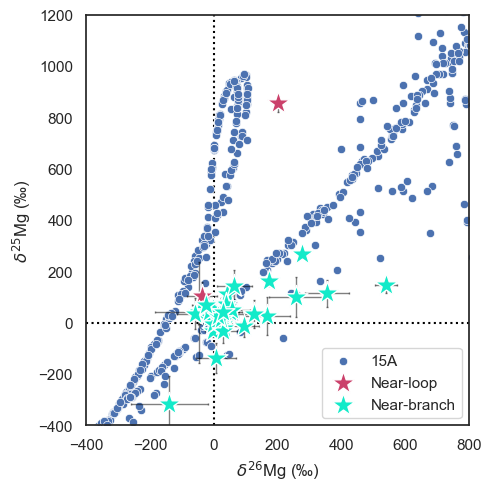 1200
1000
800
600
400
200
0
−200
−400
δ²⁵Mg (‰)
15A
Near-loop
Near-branch
−400 −200 0 200 400 600 800
δ²⁶Mg (‰)